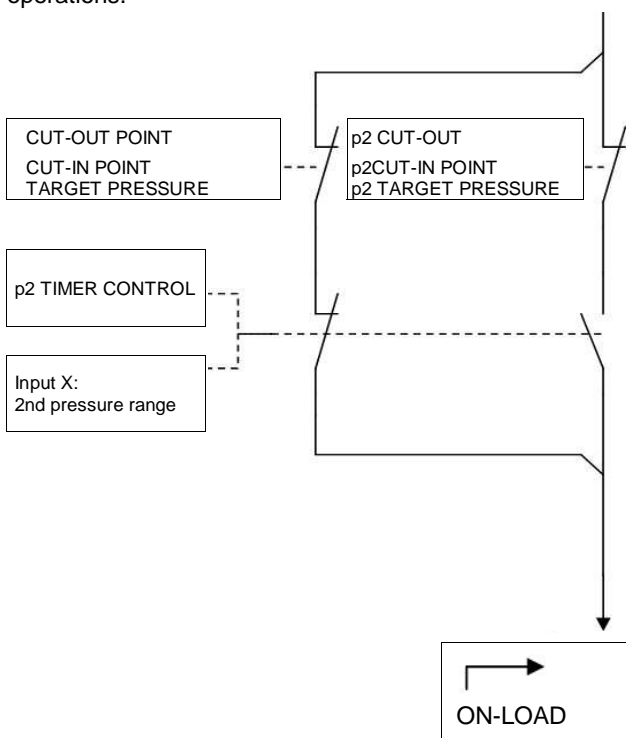 operations.
CUT-OUT POINT
CUT-IN POINT
TARGET PRESSURE
p2 CUT-OUT
p2CUT-IN POINT
p2 TARGET PRESSURE
p2 TIMER CONTROL
Input X:
2nd pressure range
ON-LOAD